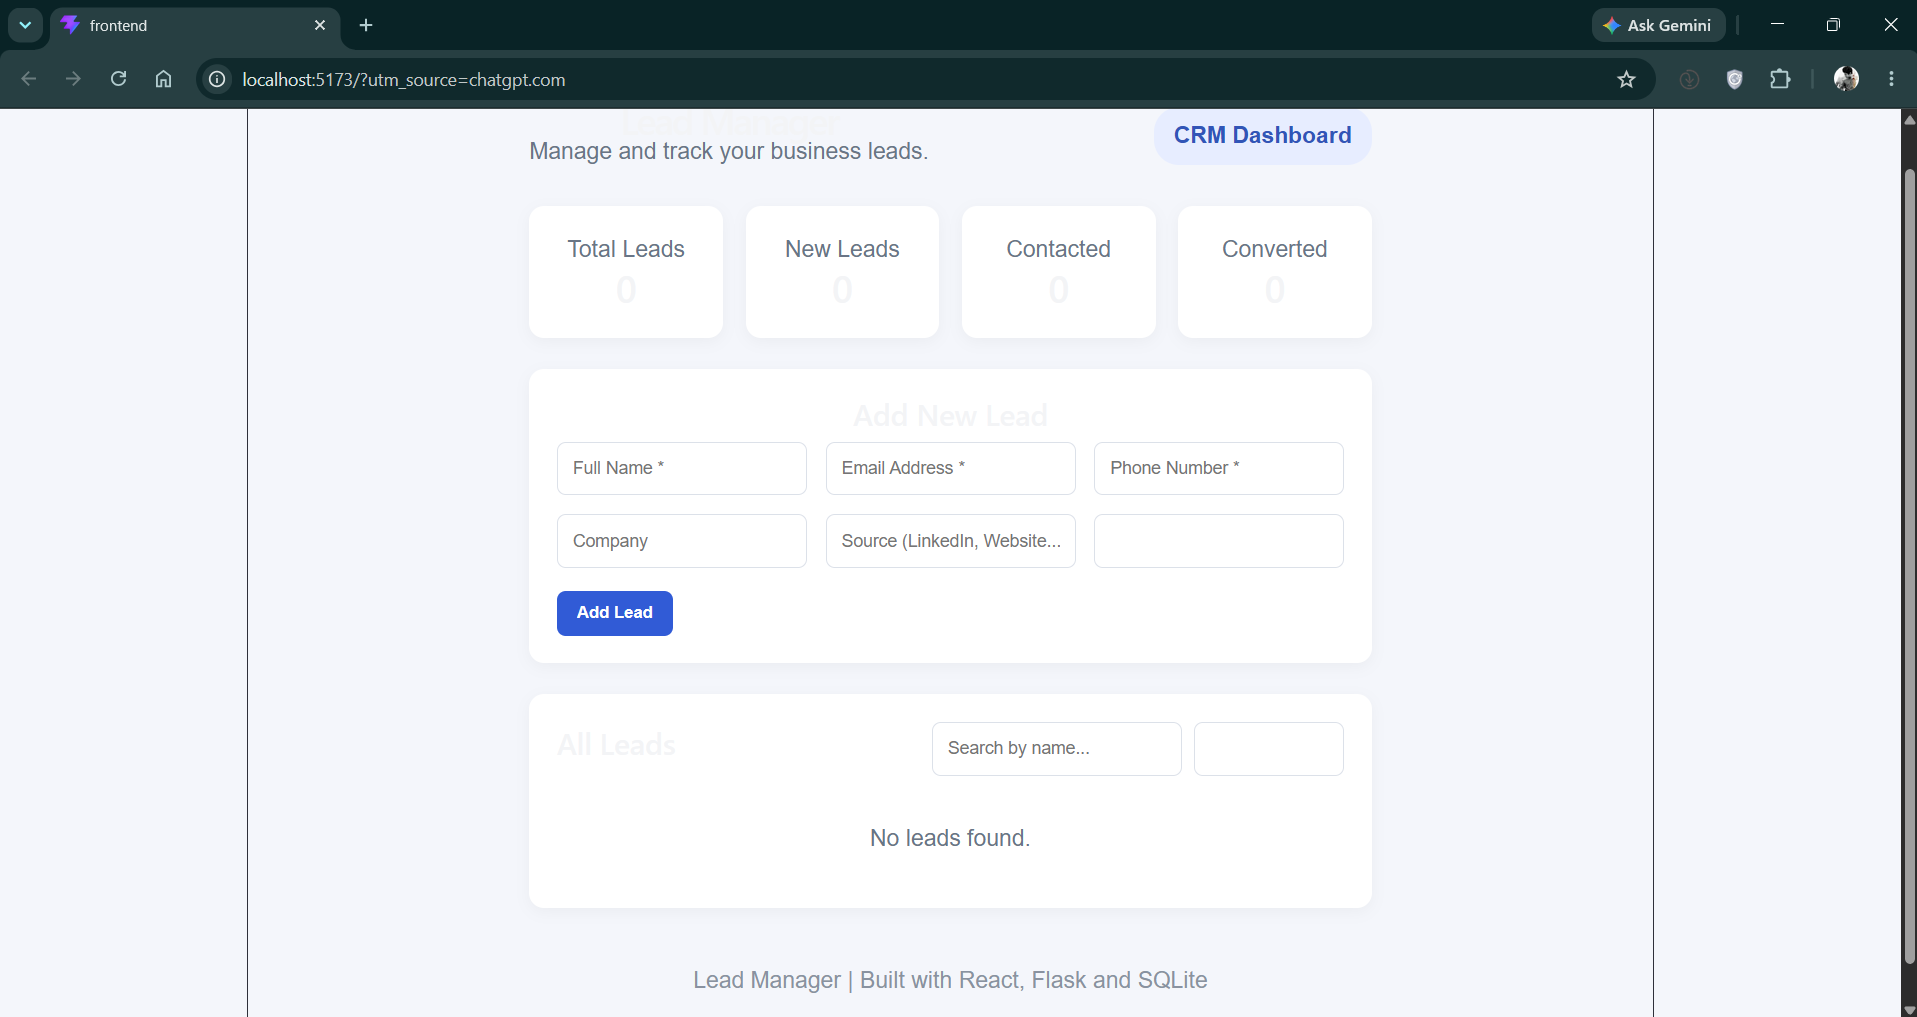 frontend
Ask Gemini
localhost:5173/?utm_source=chatgpt.com
Lead Manager
Manage and track your business leads.
CRM Dashboard
Total Leads
0
New Leads
0
Contacted
0
Converted
0
Add New Lead
Full Name *
Email Address *
Phone Number *
Company
Source (LinkedIn, Website...
Add Lead
All Leads
Search by name...
No leads found.
Lead Manager | Built with React, Flask and SQLite